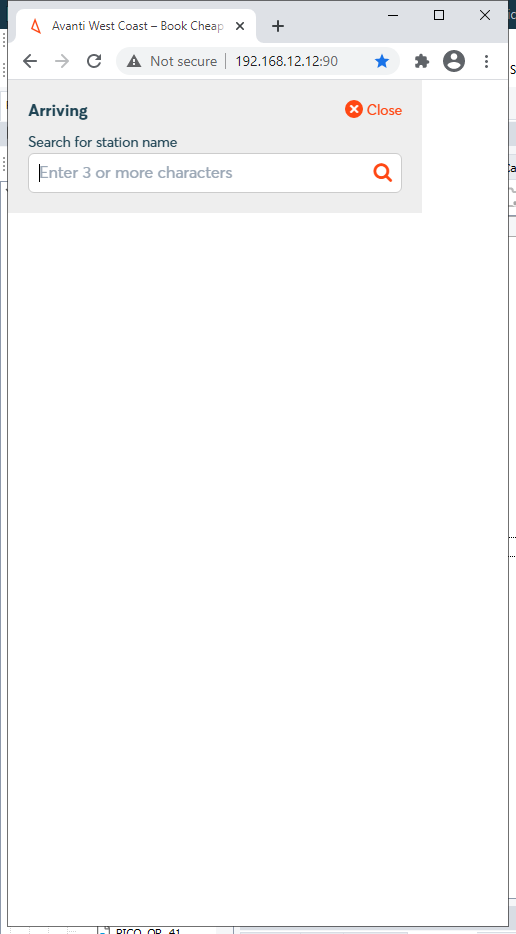 Avanti West Coast – Book Cheap
Not secure | 192.168.12.12:90
Arriving
Close
Search for station name
Enter 3 or more characters